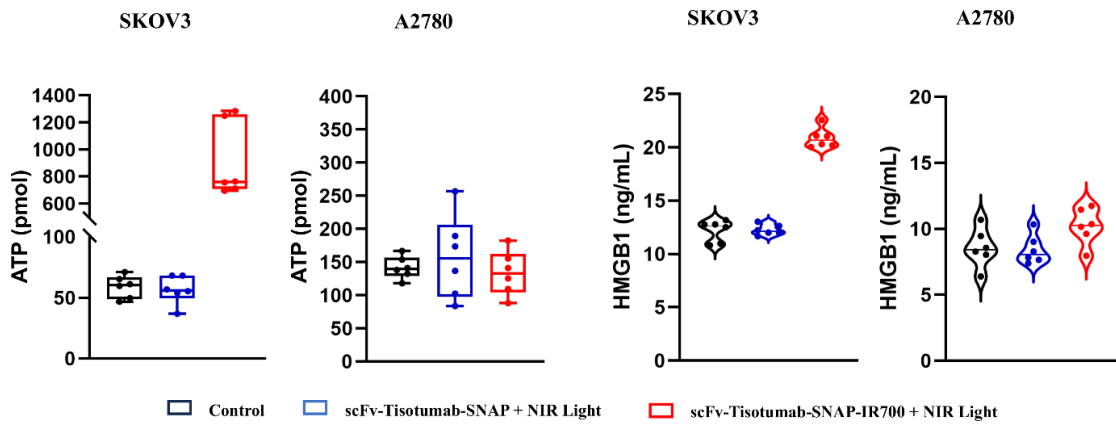 SKOV3
A2780
SKOV3
A2780
ATP (pmol)
1400
1200
1000
800
600
100
50
0
ATP (pmol)
400
350
300
250
200
150
100
50
0
HMGB1 (ng/mL)
25
20
15
10
5
0
HMGB1 (ng/mL)
20
15
10
5
0
Control
scFv-Tisotumab-SNAP + NIR Light
scFv-Tisotumab-SNAP-IR700 + NIR Light